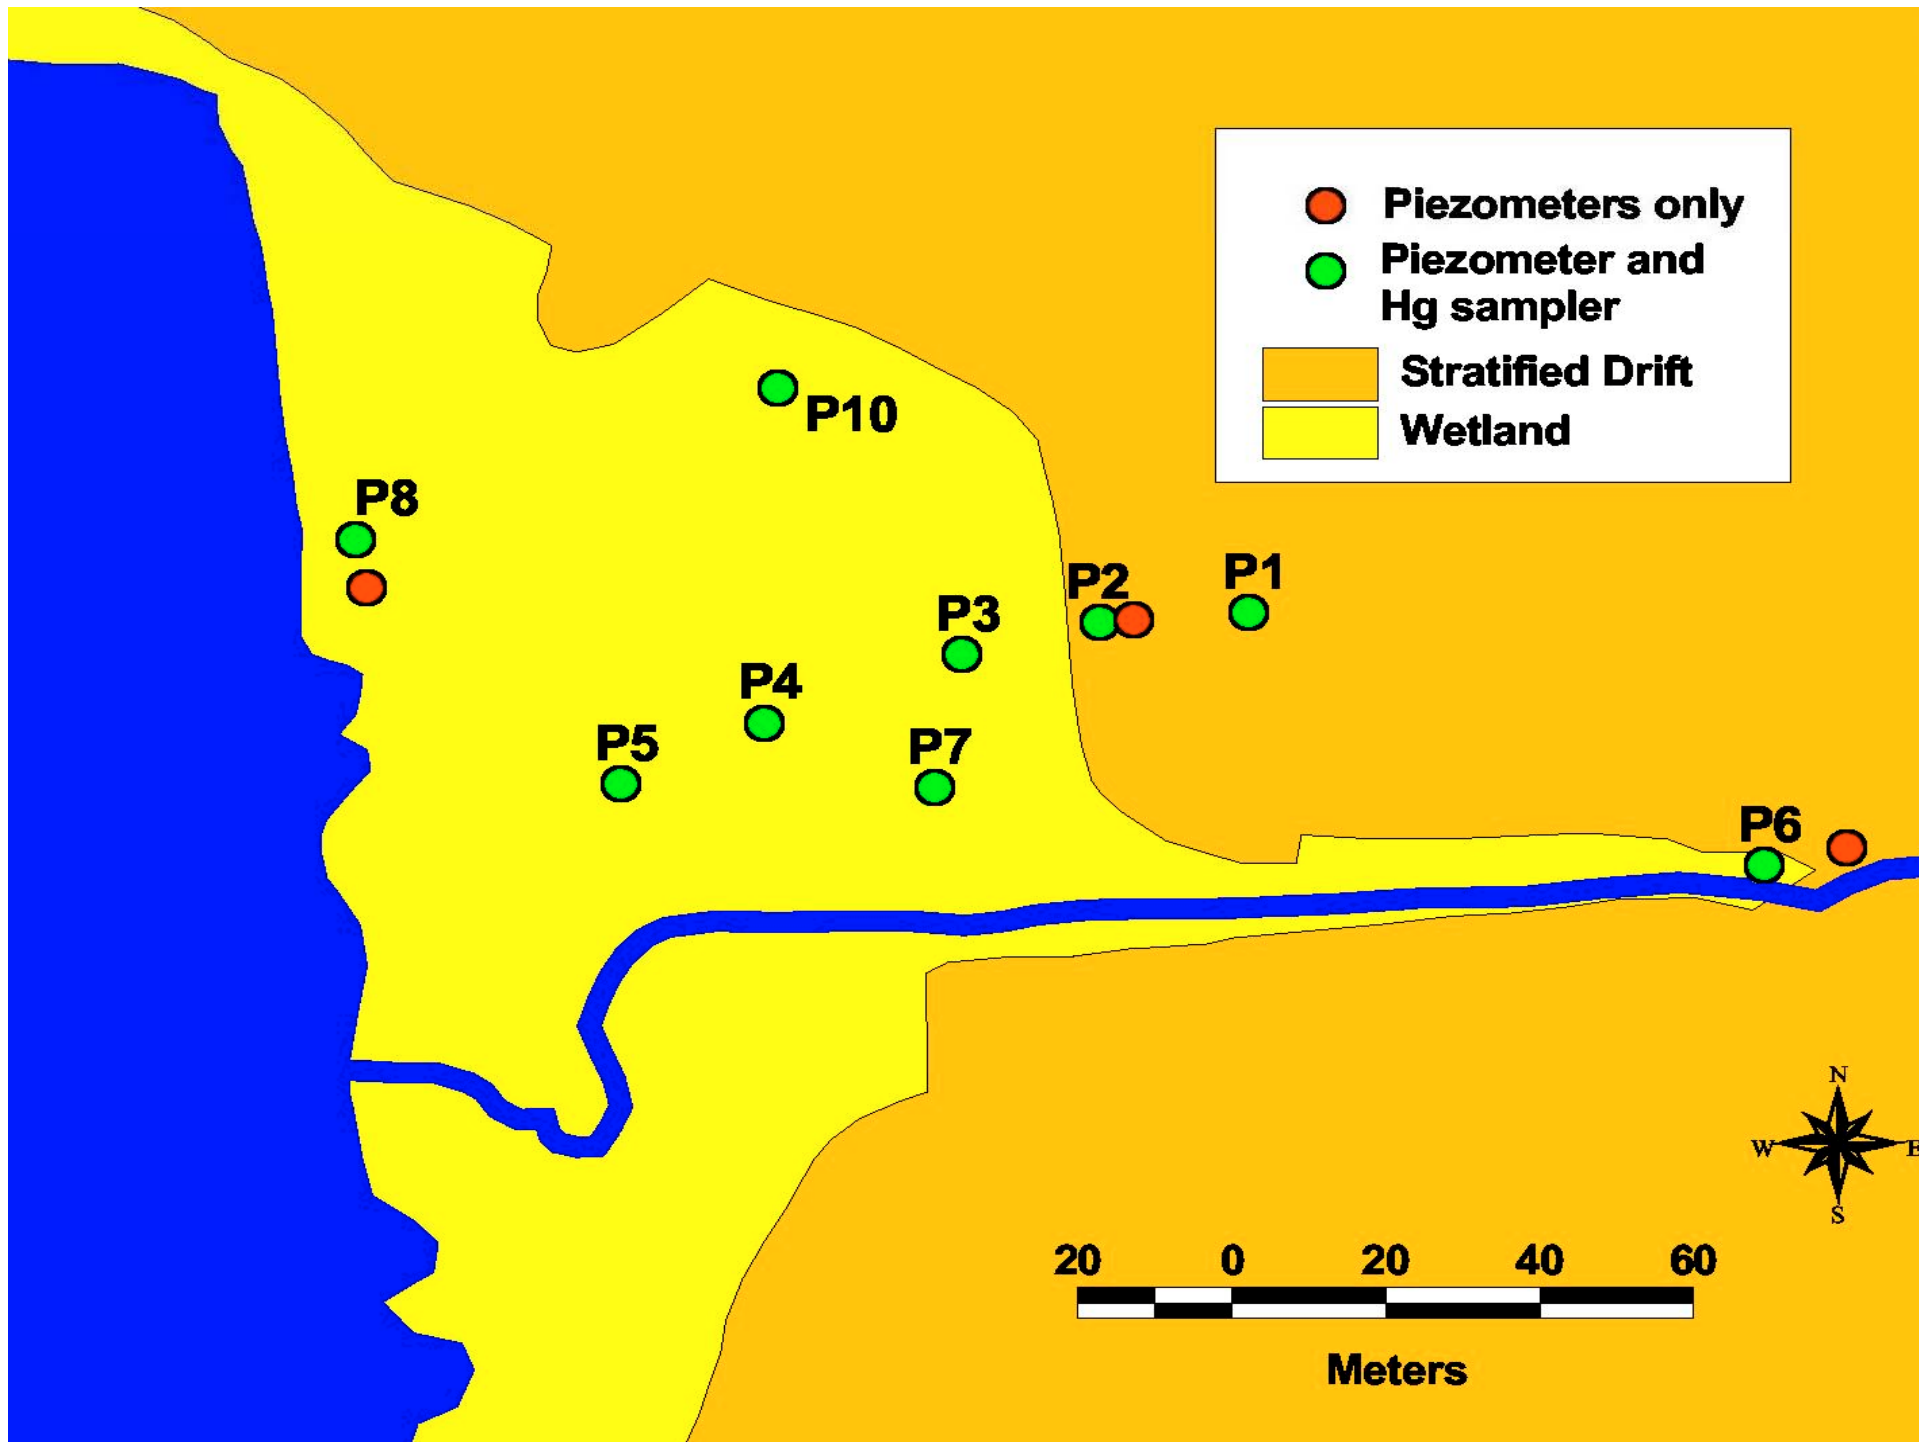 Piezometers only
Piezometer and
Hg sampler
Stratified Drift
Wetland
P10
P8
P2
P1
P3
P4
P5
P7
P6
N
W E
S
20 0 20 40 60
Meters